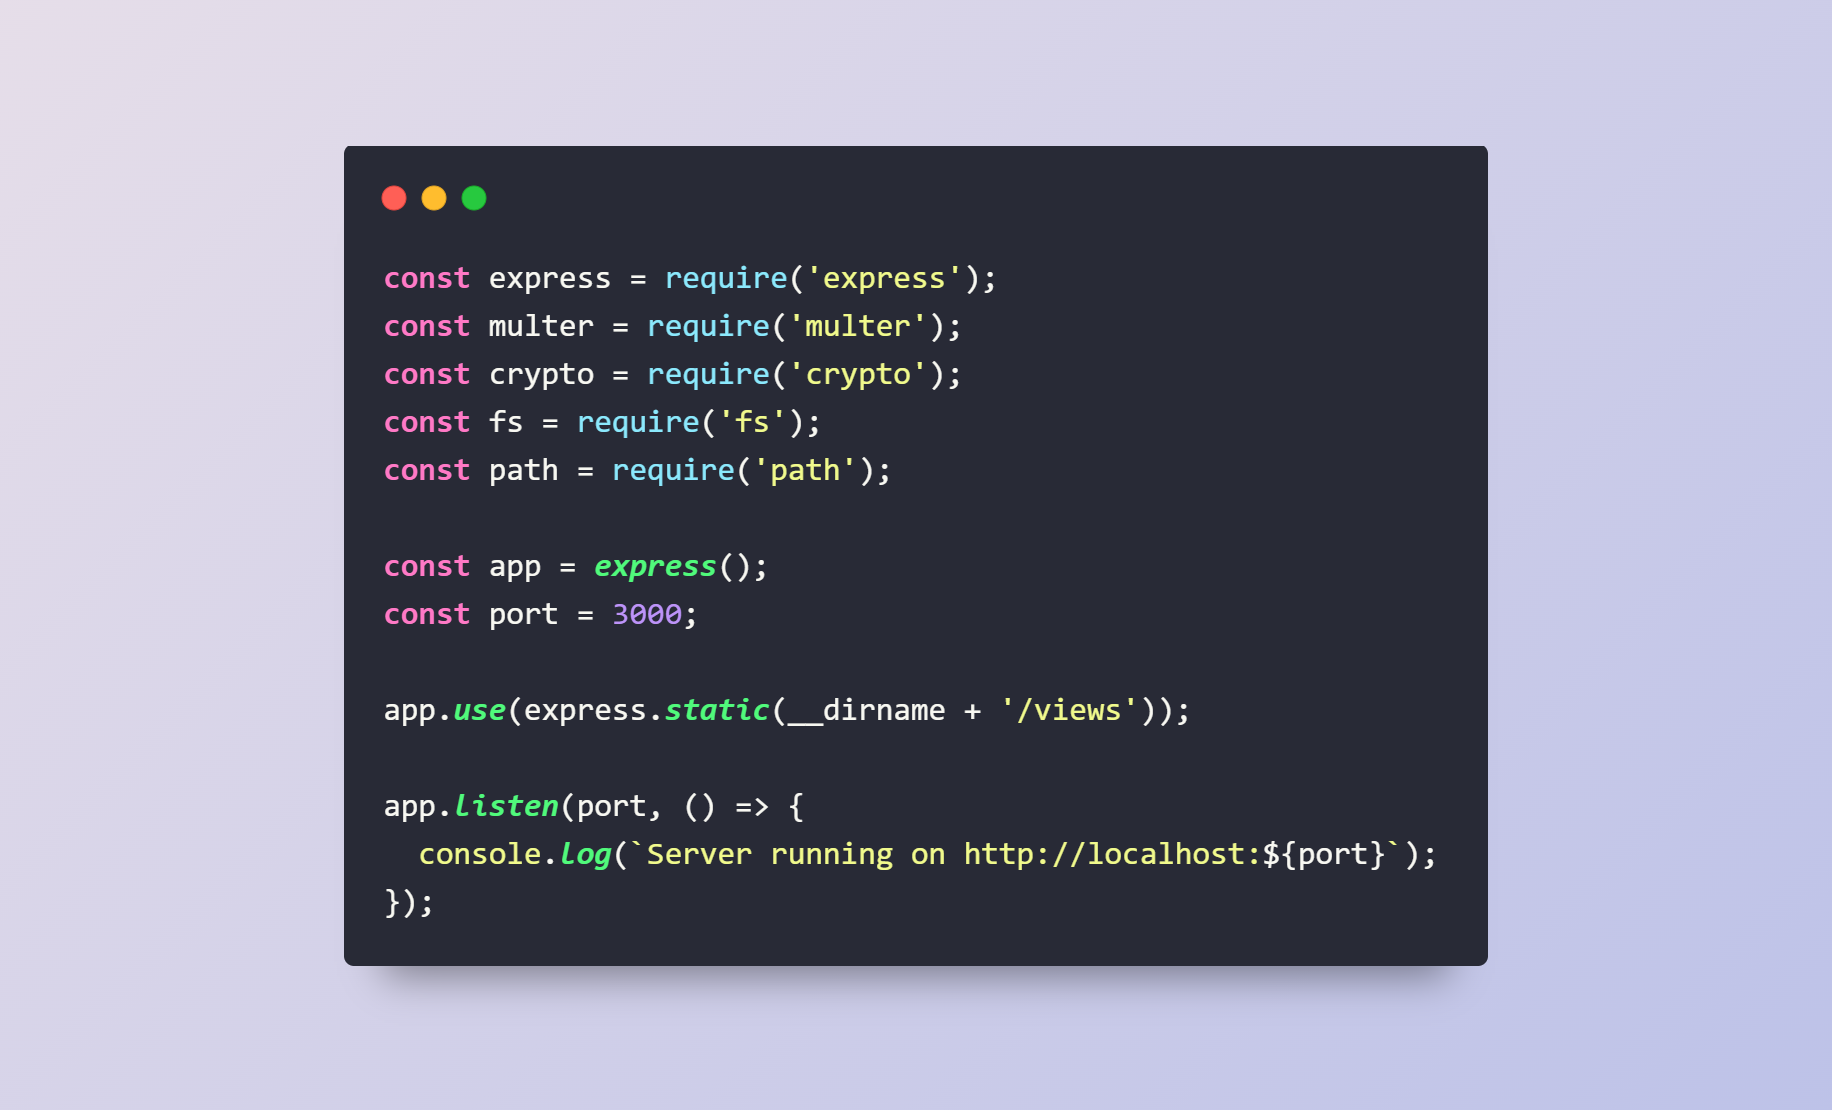 const express = require('express');
const multer = require('multer');
const crypto = require('crypto');
const fs = require('fs');
const path = require('path');
const app = express();
const port = 3000;
app.use(express.static(__dirname + '/views'));
app.listen(port, () => {
  console.log(`Server running on http://localhost:${port}`);
});